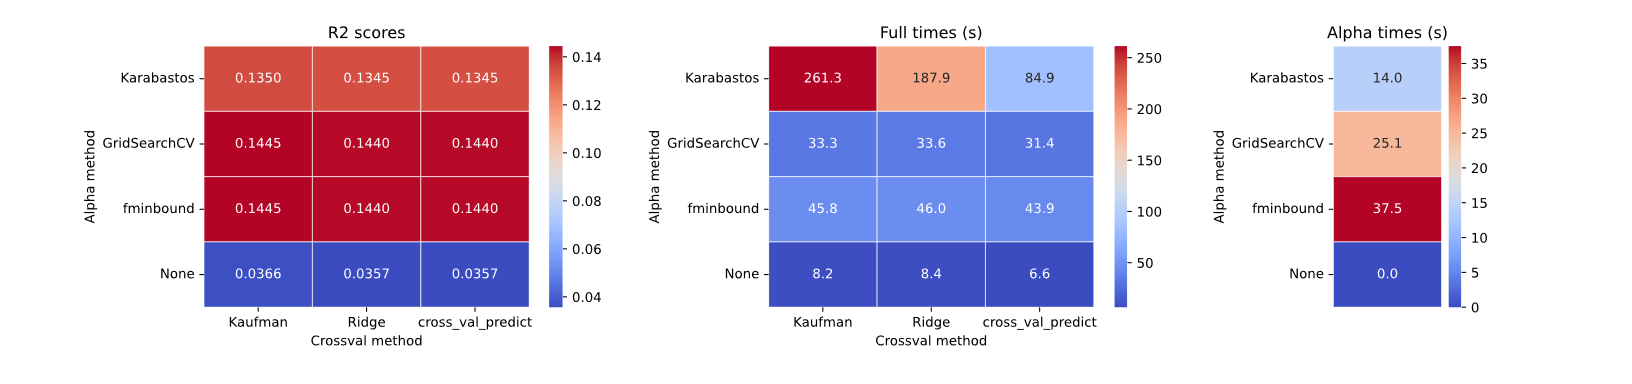 R2 scores
Alpha method
Karabastos
0.1350 0.1345 0.1345
GridSearchCV
0.1445 0.1440 0.1440
fminbound
0.1445 0.1440 0.1440
None
0.0366 0.0357 0.0357
Kaufman Ridge cross_val_predict
Crossval method
0.14
0.12
0.10
0.08
0.06
0.04
Full times (s)
Alpha method
Karabastos
261.3 187.9 84.9
GridSearchCV
33.3 33.6 31.4
fminbound
45.8 46.0 43.9
None
8.2 8.4 6.6
Kaufman Ridge cross_val_predict
Crossval method
250
200
150
100
50
Alpha times (s)
Alpha method
Karabastos
14.0
GridSearchCV
25.1
fminbound
37.5
None
0.0
35
30
25
20
15
10
5
0